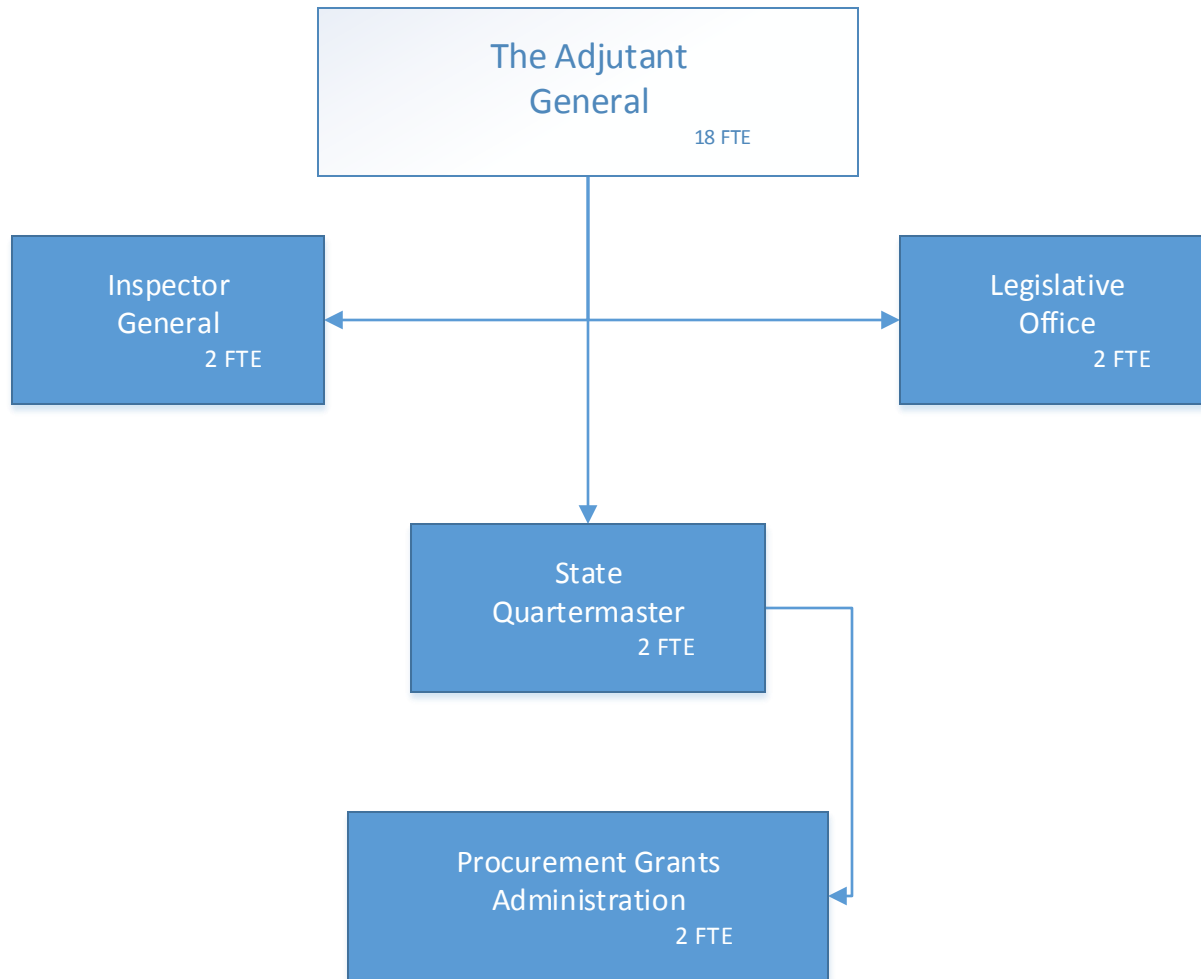 The Adjutant
General
18 FTE
Inspector
General
2 FTE
Legislative
Office
2 FTE
State
Quartermaster
2 FTE
Procurement Grants
Administration
2 FTE